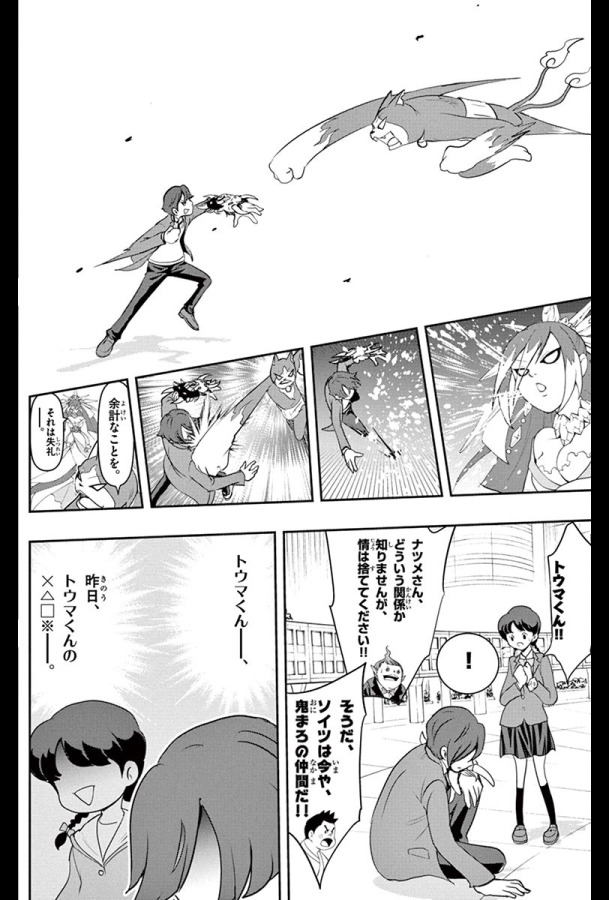 余計なことを。
それは失礼
―。
トウマくん!!
!
ナツメさん、
どういう関係か
知りませんが、
情は捨ててください!!
そうだ、
ソイツは今や、
鬼まろの仲間だ!!
トウマくん―、
昨日、
トウマくんの
×△□※―。